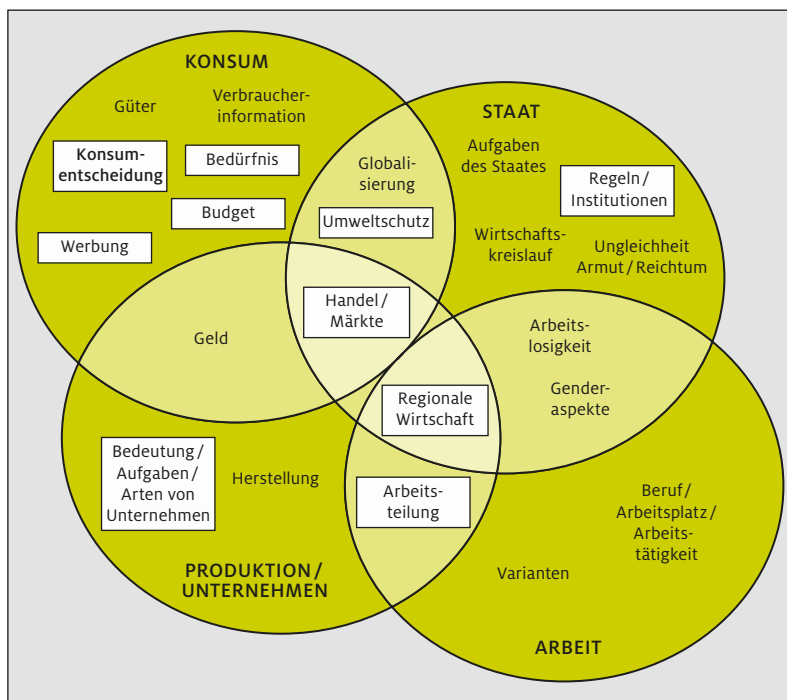 KONSUM
Güter
Verbraucher-
information
Konsum-
entscheidung
Bedürfnis
Budget
Werbung
Globali-
sierung
Umweltschutz
STAAT
Aufgaben
des Staates
Regeln /
Institutionen
Wirtschafts-
kreislauf
Ungleichheit
Armut / Reichtum
Handel /
Märkte
Geld
Arbeits-
losigkeit
Gender-
aspekte
Regionale
Wirtschaft
Bedeutung /
Aufgaben /
Arten von
Unternehmen
Herstellung
Arbeits-
teilung
PRODUKTION /
UNTERNEHMEN
Beruf /
Arbeitsplatz /
Arbeits-
tätigkeit
Varianten
ARBEIT